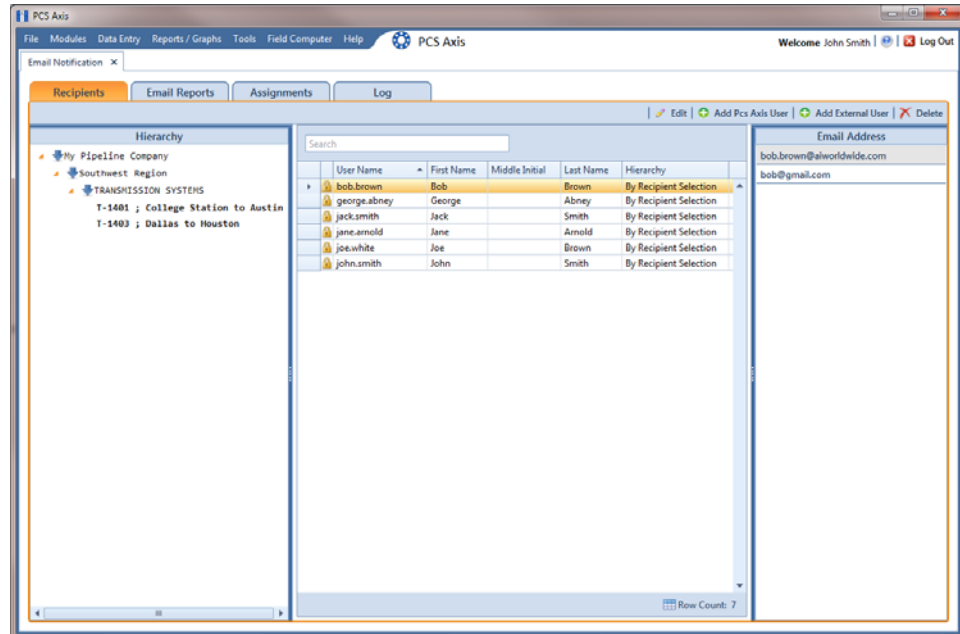 PCS Axis
File Modules Data Entry Reports / Graphs Tools Field Computer Help PCS Axis Welcome John Smith | Log Out
Email Notification ×
Recipients Email Reports Assignments Log
Edit | Add Pcs Axis User | Add External User | Delete
Hierarchy
My Pipeline Company
Southwest Region
TRANSMISSION SYSTEMS
T-1401 ; College Station to Austin
T-1403 ; Dallas to Houston
Search
User Name First Name Middle Initial Last Name Hierarchy
bob.brown Bob Brown By Recipient Selection
george.abney George Abney By Recipient Selection
jack.smith Jack Smith By Recipient Selection
jane.arnold Jane Arnold By Recipient Selection
joe.white Joe Brown By Recipient Selection
john.smith John Smith By Recipient Selection
Row Count: 7
Email Address
bob.brown@aiworldwide.com
bob@gmail.com